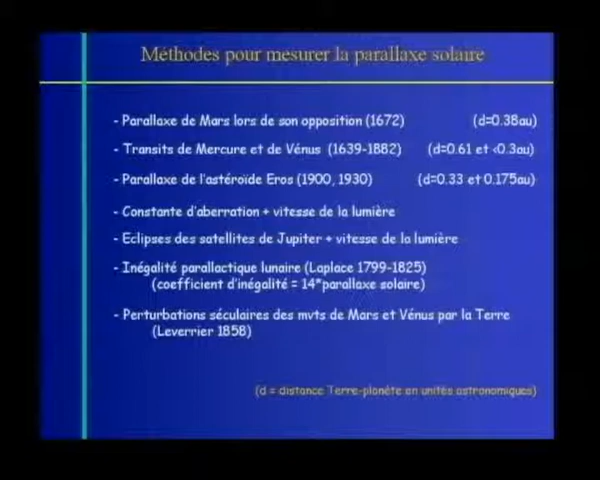 Méthodes pour mesurer la parallaxe solaire
- Parallaxe de Mars lors de son opposition (1672) (d=0.38au)
- Transits de Mercure et de Vénus (1639-1882) (d=0.61 et <0.3au)
- Parallaxe de l'astéroïde Eros (1900, 1930) (d=0.33 et 0.175au)
- Constante d'aberration + vitesse de la lumière
- Eclipses des satellites de Jupiter + vitesse de la lumière
- Inégalité parallactique lunaire (Laplace 1799-1825)
(coefficient d'inégalité = 14*parallaxe solaire)
- Perturbations séculaires des mvts de Mars et Vénus par la Terre
(Leverrier 1858)
(d = distance Terre-planète en unités astronomiques)